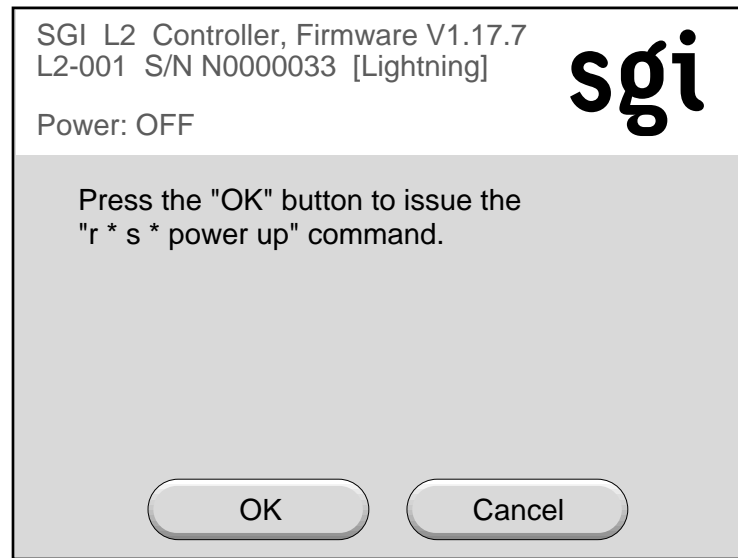 SGI L2 Controller, Firmware V1.17.7
L2-001 S/N N0000033 [Lightning]
sgi
Power: OFF
Press the "OK" button to issue the
"r * s * power up" command.
OK
Cancel